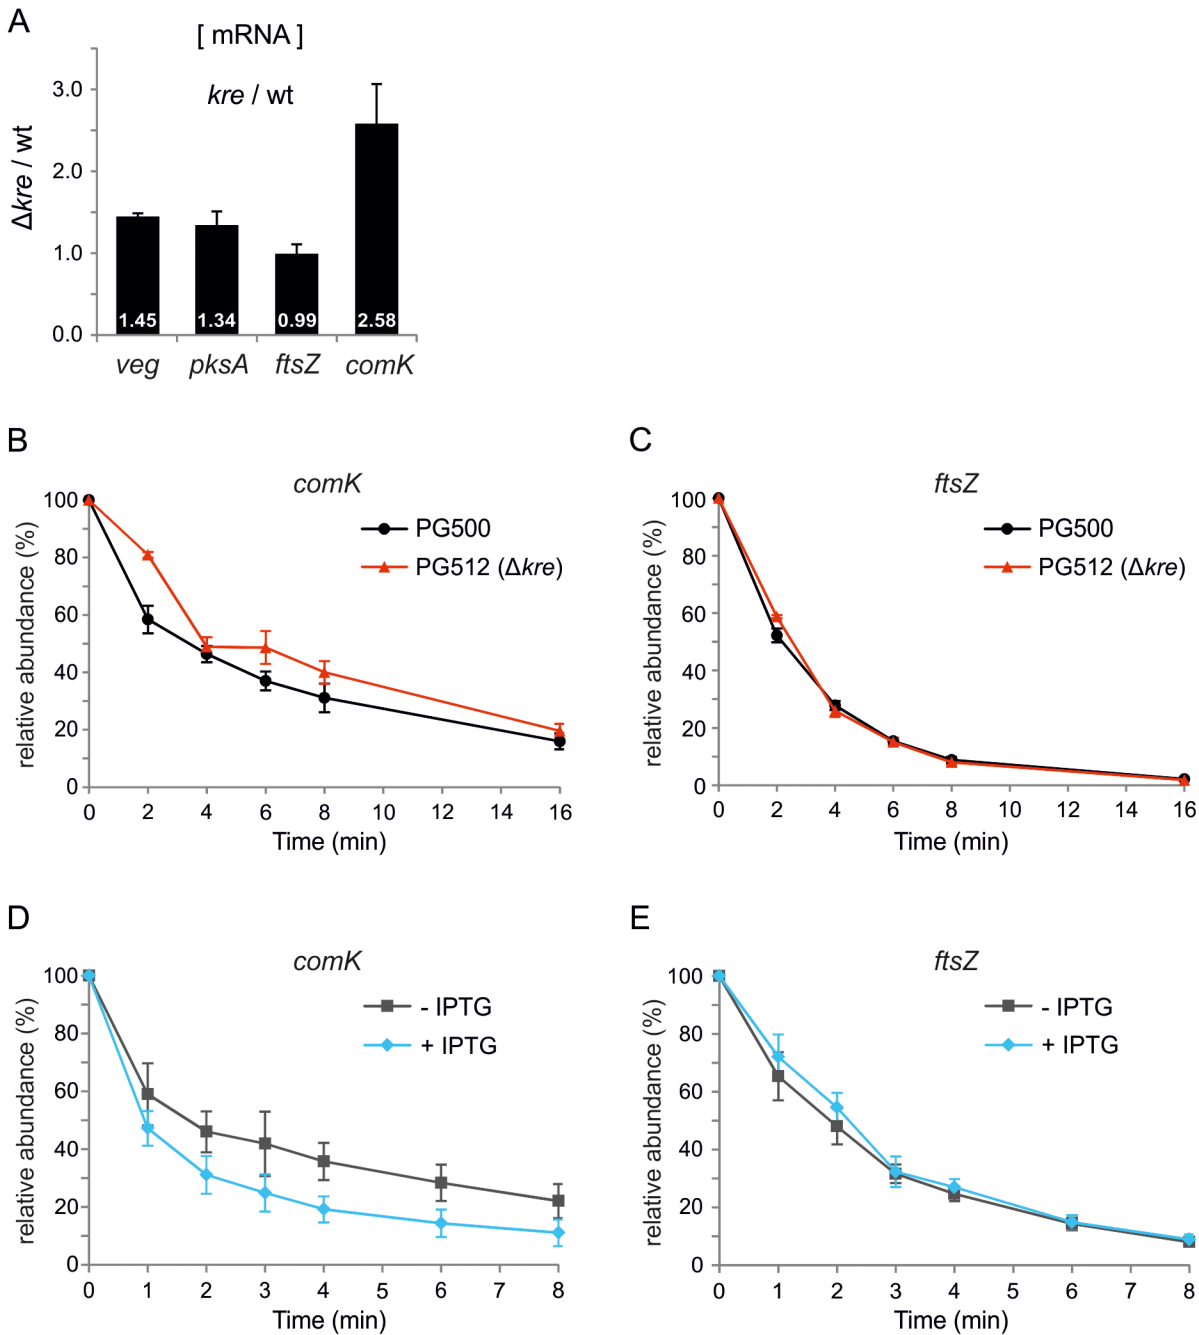 A
[ mRNA ]
kre / wt
Δkre / wt
3.0
2.0
1.0
0.0
1.45
1.34
0.99
2.58
veg
pksA
ftsZ
comK
B
comK
relative abundance (%)
100
80
60
40
20
0
PG500
PG512 (Δkre)
0 2 4 6 8 10 12 14 16
Time (min)
C
ftsZ
relative abundance (%)
100
80
60
40
20
0
PG500
PG512 (Δkre)
0 2 4 6 8 10 12 14 16
Time (min)
D
comK
relative abundance (%)
100
80
60
40
20
0
- IPTG
+ IPTG
0 1 2 3 4 5 6 7 8
Time (min)
E
ftsZ
relative abundance (%)
100
80
60
40
20
0
- IPTG
+ IPTG
0 1 2 3 4 5 6 7 8
Time (min)